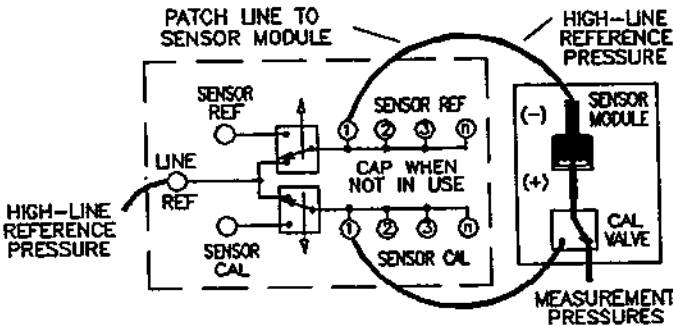 PATCH LINE TO
SENSOR MODULE
HIGH-LINE
REFERENCE
PRESSURE
SENSOR
REF
SENSOR REF
1 2 3 n
CAP WHEN
NOT IN USE
LINE
REF
HIGH-LINE
REFERENCE
PRESSURE
SENSOR
CAL
1 2 3 n
SENSOR CAL
(-)
SENSOR
MODULE
(+)
CAL
VALVE
MEASUREMENT
PRESSURES